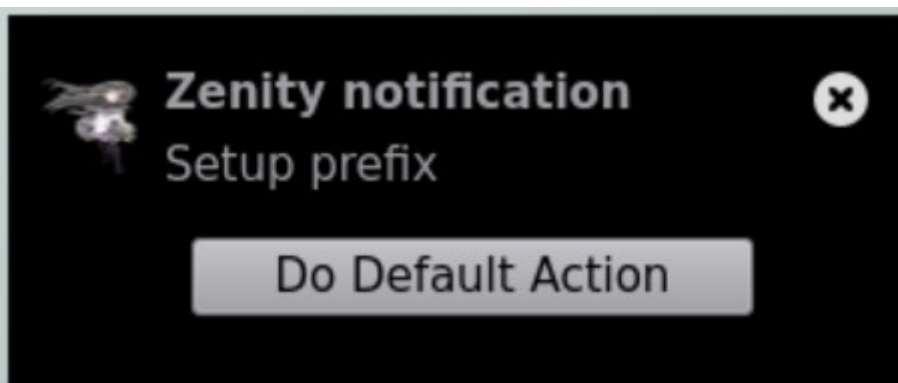 Zenity notification
Setup prefix
Do Default Action